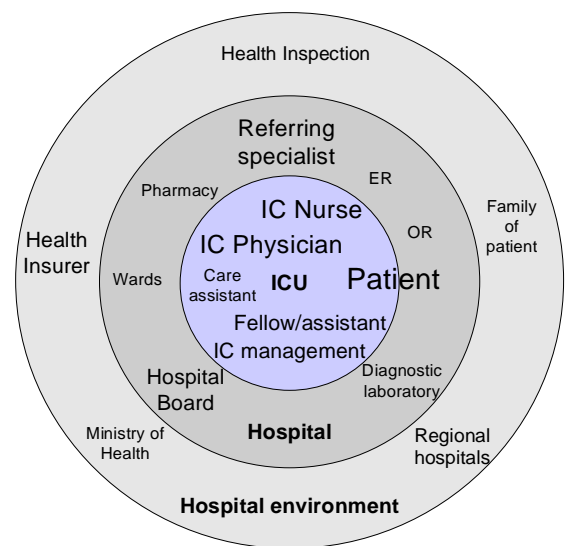 Health Inspection
Referring
specialist
ER
Pharmacy
IC Nurse
Family
of
patient
OR
IC Physician
Health
Insurer
Wards
Care
assistant
ICU
Patient
Fellow/assistant
IC management
Diagnostic
laboratory
Hospital
Board
Ministry of
Health
Hospital
Regional
hospitals
Hospital environment